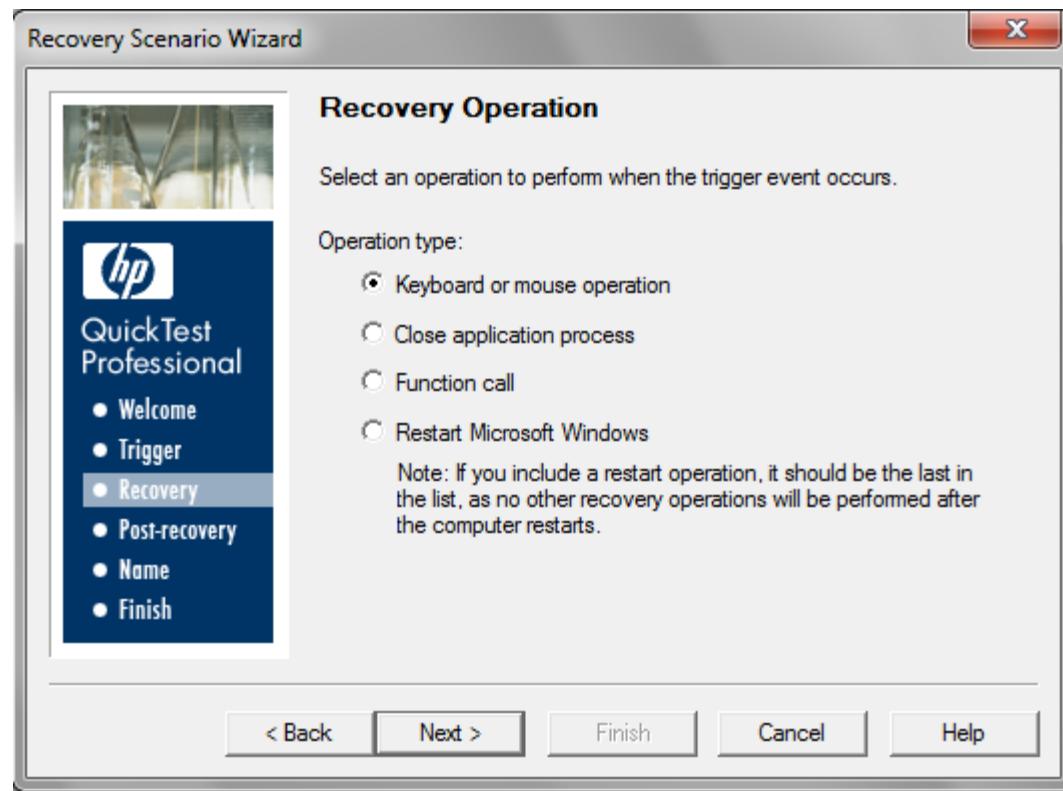 Recovery Scenario Wizard
Recovery Operation
Select an operation to perform when the trigger event occurs.
Operation type:
Keyboard or mouse operation
Close application process
Function call
Restart Microsoft Windows
Note: If you include a restart operation, it should be the last in
the list, as no other recovery operations will be performed after
the computer restarts.
hp
QuickTest
Professional
Welcome
Trigger
Recovery
Post-recovery
Name
Finish
< Back
Next >
Finish
Cancel
Help